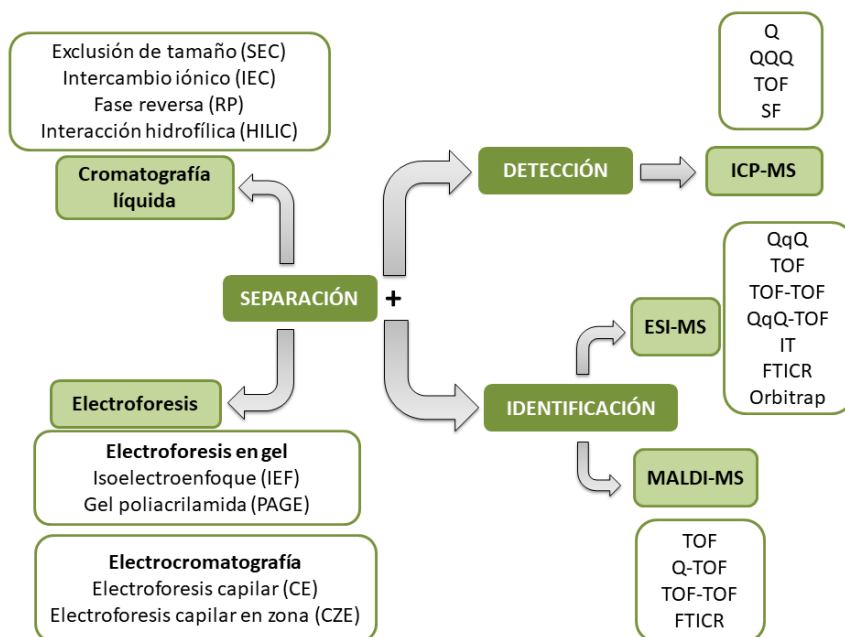 Exclusión de tamaño (SEC)
Intercambio iónico (IEC)
Fase reversa (RP)
Interacción hidrofílica (HILIC)
Cromatografía
líquida
SEPARACIÓN
+
Electroforesis
Electroforesis en gel
Isoelectroenfoque (IEF)
Gel poliacrilamida (PAGE)
Electrocromatografía
Electroforesis capilar (CE)
Electroforesis capilar en zona (CZE)
DETECCIÓN
Q
QQQ
TOF
SF
ICP-MS
IDENTIFICACIÓN
ESI-MS
QqQ
TOF
TOF-TOF
QqQ-TOF
IT
FTICR
Orbitrap
MALDI-MS
TOF
Q-TOF
TOF-TOF
FTICR